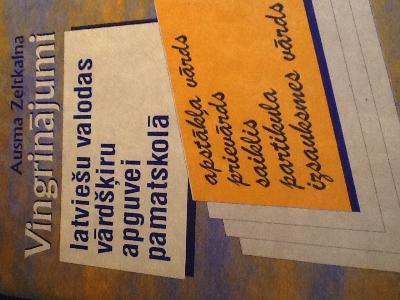 Ausma Zeltkalna
Vingrinājumi
latviešu valodas
vārdšķiru
apguvei
pamatskolā
apstākļa vārds
prievārds
saiklis
partikula
izsauksmes vārds